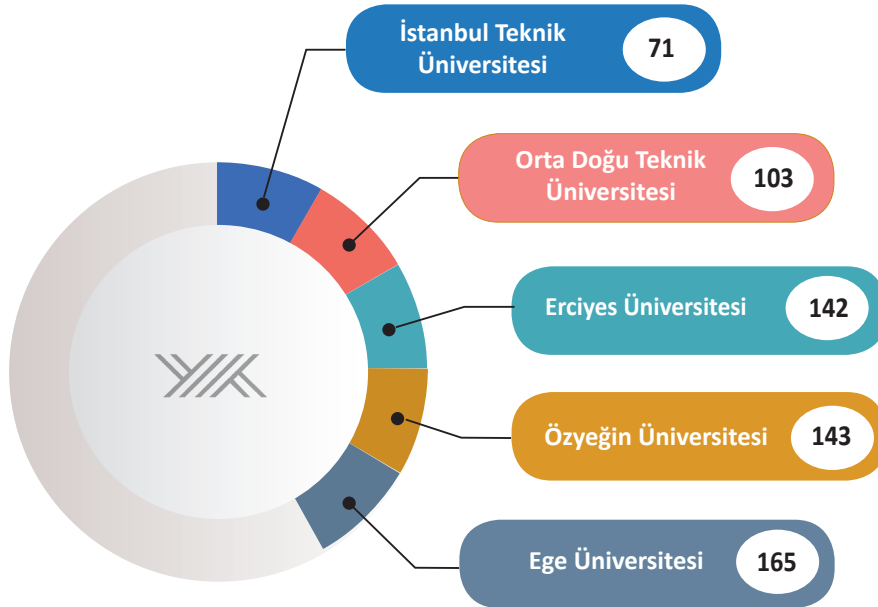 İstanbul Teknik
Üniversitesi
71
Orta Doğu Teknik
Üniversitesi
103
Erciyes Üniversitesi
142
Özyeğin Üniversitesi
143
Ege Üniversitesi
165